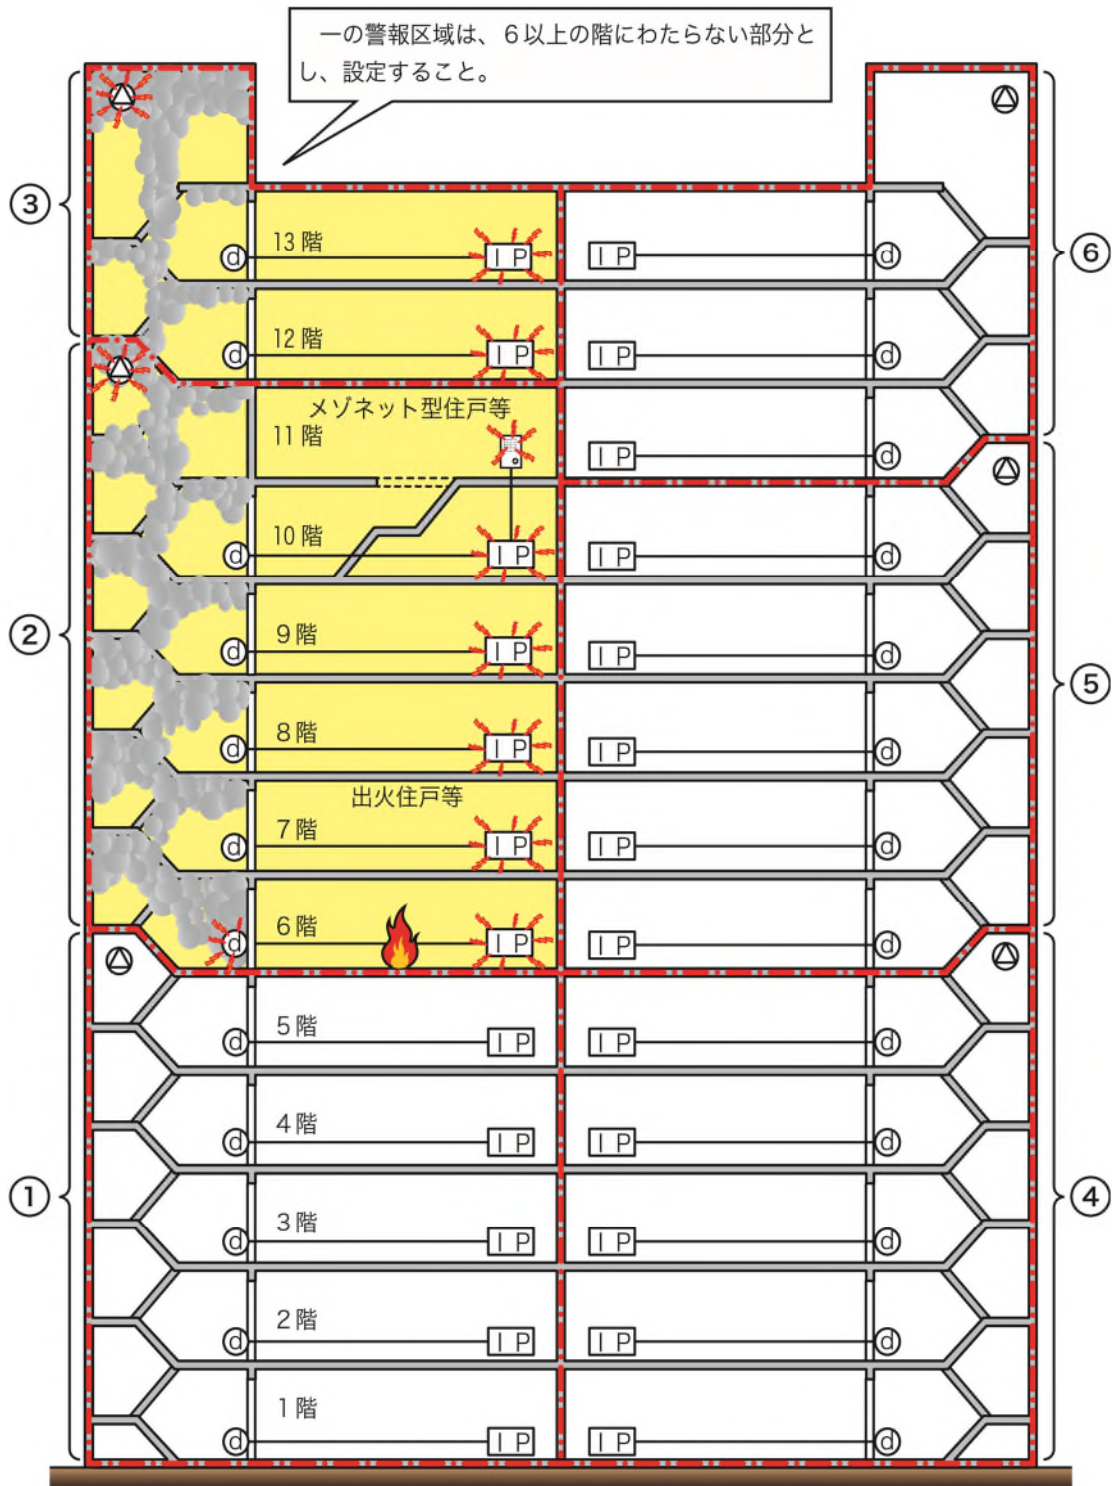 一の警報区域は、６以上の階にわたらない部分と
し、設定すること。
③
⑥
13階
ⓓ
ＩＰ
ＩＰ
ⓓ
12階
ⓓ
ＩＰ
ＩＰ
ⓓ
メゾネット型住戸等
11階
ＩＰ
ⓓ
10階
ⓓ
ＩＰ
ＩＰ
ⓓ
②
9階
ⓓ
ＩＰ
ＩＰ
ⓓ
⑤
8階
ⓓ
ＩＰ
ＩＰ
ⓓ
出火住戸等
7階
ⓓ
ＩＰ
ＩＰ
ⓓ
6階
ⓓ
ＩＰ
ＩＰ
ⓓ
5階
ⓓ
ＩＰ
ＩＰ
ⓓ
4階
ⓓ
ＩＰ
ＩＰ
ⓓ
①
④
3階
ⓓ
ＩＰ
ＩＰ
ⓓ
2階
ⓓ
ＩＰ
ＩＰ
ⓓ
1階
ⓓ
ＩＰ
ＩＰ
ⓓ